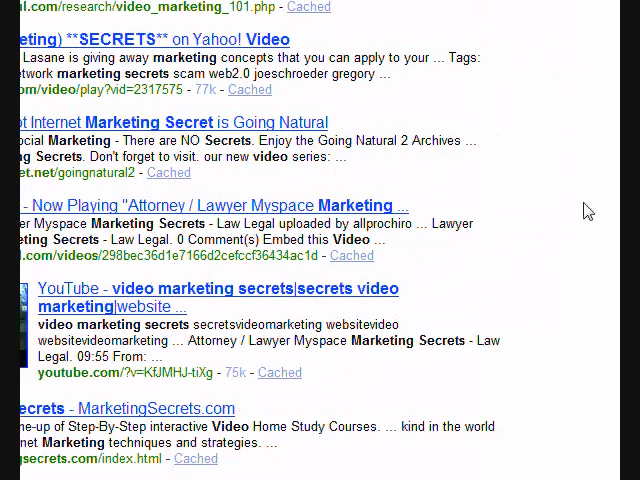 ul.com/research/video_marketing_101.php - Cached
eting) **SECRETS** on Yahoo! Video
Lasane is giving away marketing concepts that you can apply to your ... Tags:
etwork marketing secrets scam web2.0 joeschroeder gregory ...
om/video/play?vid=2317575 - 77k - Cached
ot Internet Marketing Secret is Going Natural
ocial Marketing - There are NO Secrets. Enjoy the Going Natural 2 Archives ...
ng Secrets. Don't forget to visit. our new video series: ...
et.net/goingnatural2 - Cached
- Now Playing "Attorney / Lawyer Myspace Marketing ...
er Myspace Marketing Secrets - Law Legal uploaded by allprochiro ... Lawyer
eting Secrets - Law Legal. 0 Comment(s) Embed this Video ...
l.com/videos/298bec36d1e7166d2cefccf36434ac1d - Cached
YouTube - video marketing secrets|secrets video
marketing|website ...
video marketing secrets secretsvideomarketing websitevideo
websitevideomarketing ... Attorney / Lawyer Myspace Marketing Secrets - Law
Legal. 09:55 From: ...
youtube.com/?v=KfJMHJ-tiXg - 75k - Cached
ecrets - MarketingSecrets.com
ne-up of Step-By-Step interactive Video Home Study Courses. ... kind in the world
net Marketing techniques and strategies. ...
gsecrets.com/index.html - Cached